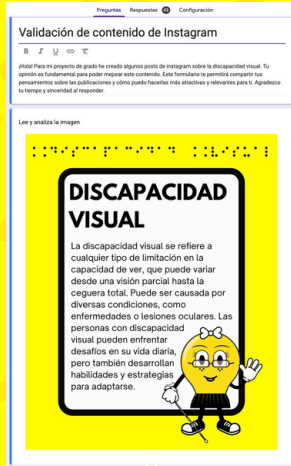 Preguntas Respuestas Configuración
Validación de contenido de Instagram
¡Hola! Para mi proyecto de grado he creado algunos posts de instagram sobre la discapacidad visual. Tu
opinión es fundamental para poder mejorar este contenido. Este formulario te permitirá compartir tus
pensamientos sobre las publicaciones y cómo puedo hacerlas más atractivas y relevantes para ti. Agradezco
tu tiempo y sinceridad al responder.
Lee y analiza la imagen
DISCAPACIDAD
VISUAL
La discapacidad visual se refiere a
cualquier tipo de limitación en la
capacidad de ver, que puede variar
desde una visión parcial hasta la
ceguera total. Puede ser causada por
diversas condiciones, como
enfermedades o lesiones oculares. Las
personas con discapacidad
visual pueden enfrentar
desafíos en su vida diaria,
pero también desarrollan
habilidades y estrategias
para adaptarse.